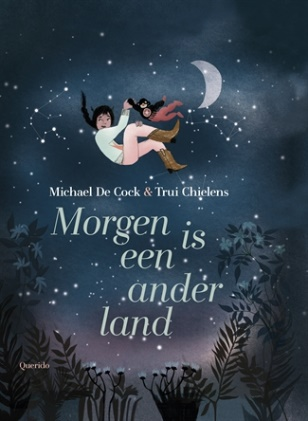 Michael De Cock & Trui Chielens
Morgen is
een
ander
land
Querido